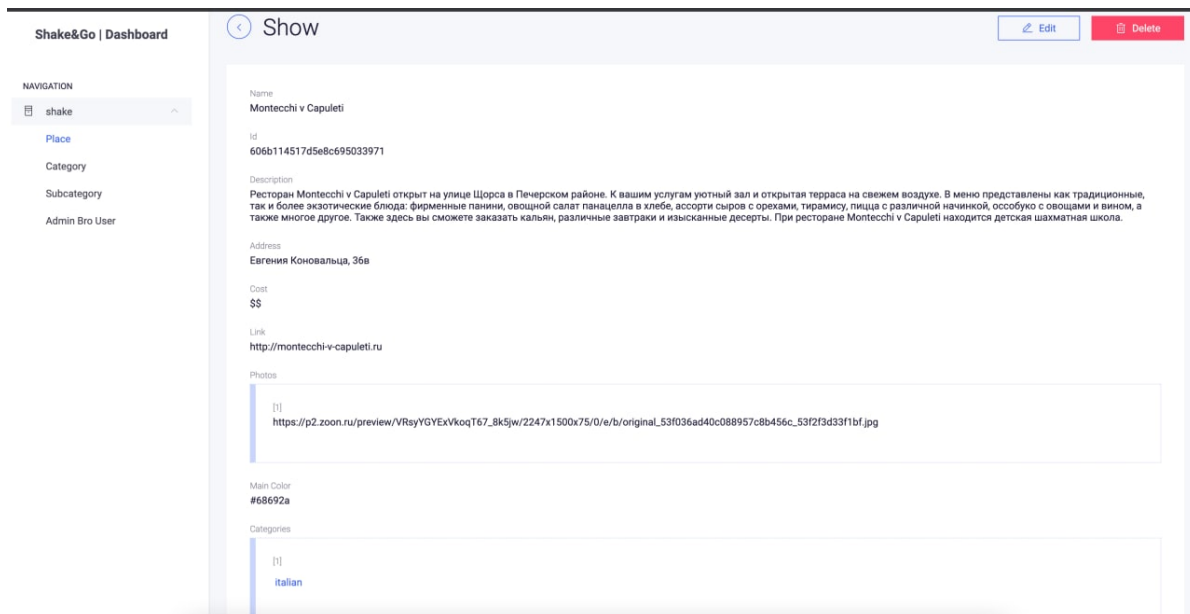 Shake&Go | Dashboard
Show
Edit
Delete
NAVIGATION
shake
Place
Category
Subcategory
Admin Bro User
Name
Montecchi v Capuleti
Id
606b114517d5e8c695033971
Description
Ресторан Montecchi v Capuleti открыт на улице Щорса в Печерском районе. К вашим услугам уютный зал и открытая терраса на свежем воздухе. В меню представлены как традиционные,
так и более экзотические блюда: фирменные панини, овощной салат панацелла в хлебе, ассорти сыров с орехами, тирамису, пицца с различной начинкой, оссобуко с овощами и вином, а
также многое другое. Также здесь вы сможете заказать кальян, различные завтраки и изысканные десерты. При ресторане Montecchi v Capuleti находится детская шахматная школа.
Address
Евгения Коновальца, 36в
Cost
$$
Link
http://montecchi-v-capuleti.ru
Photos
[1]
https://p2.zoon.ru/preview/VRsyYGYExVkoqT67_8k5jw/2247x1500x75/0/e/b/original_53f036ad40c088957c8b456c_53f2f3d33f1bf.jpg
Main Color
#68692a
Categories
[1]
italian